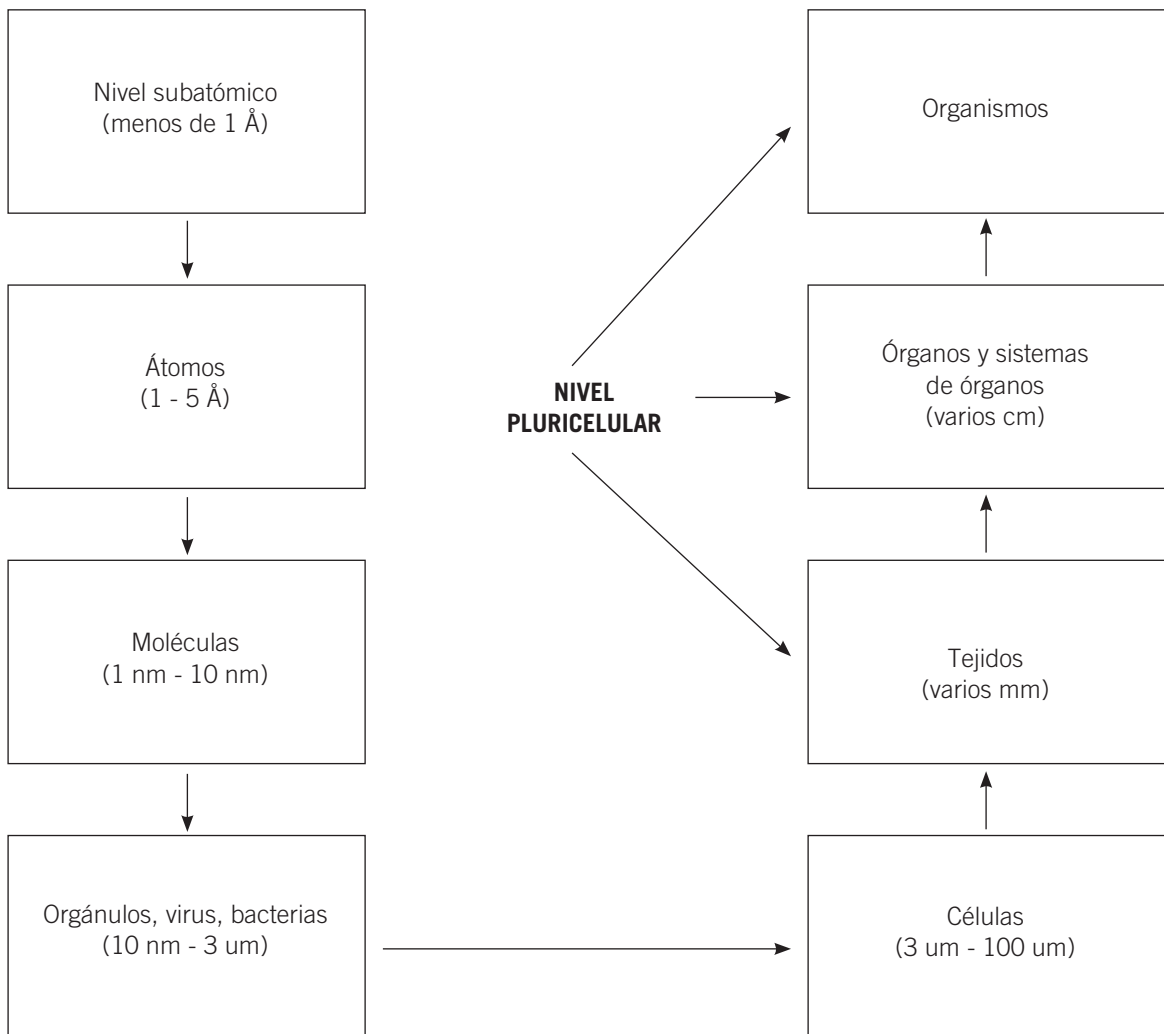 Nivel subatómico
(menos de 1 Å)
Átomos
(1 - 5 Å)
Moléculas
(1 nm - 10 nm)
Orgánulos, virus, bacterias
(10 nm - 3 um)
NIVEL
PLURICELULAR
Organismos
Órganos y sistemas
de órganos
(varios cm)
Tejidos
(varios mm)
Células
(3 um - 100 um)